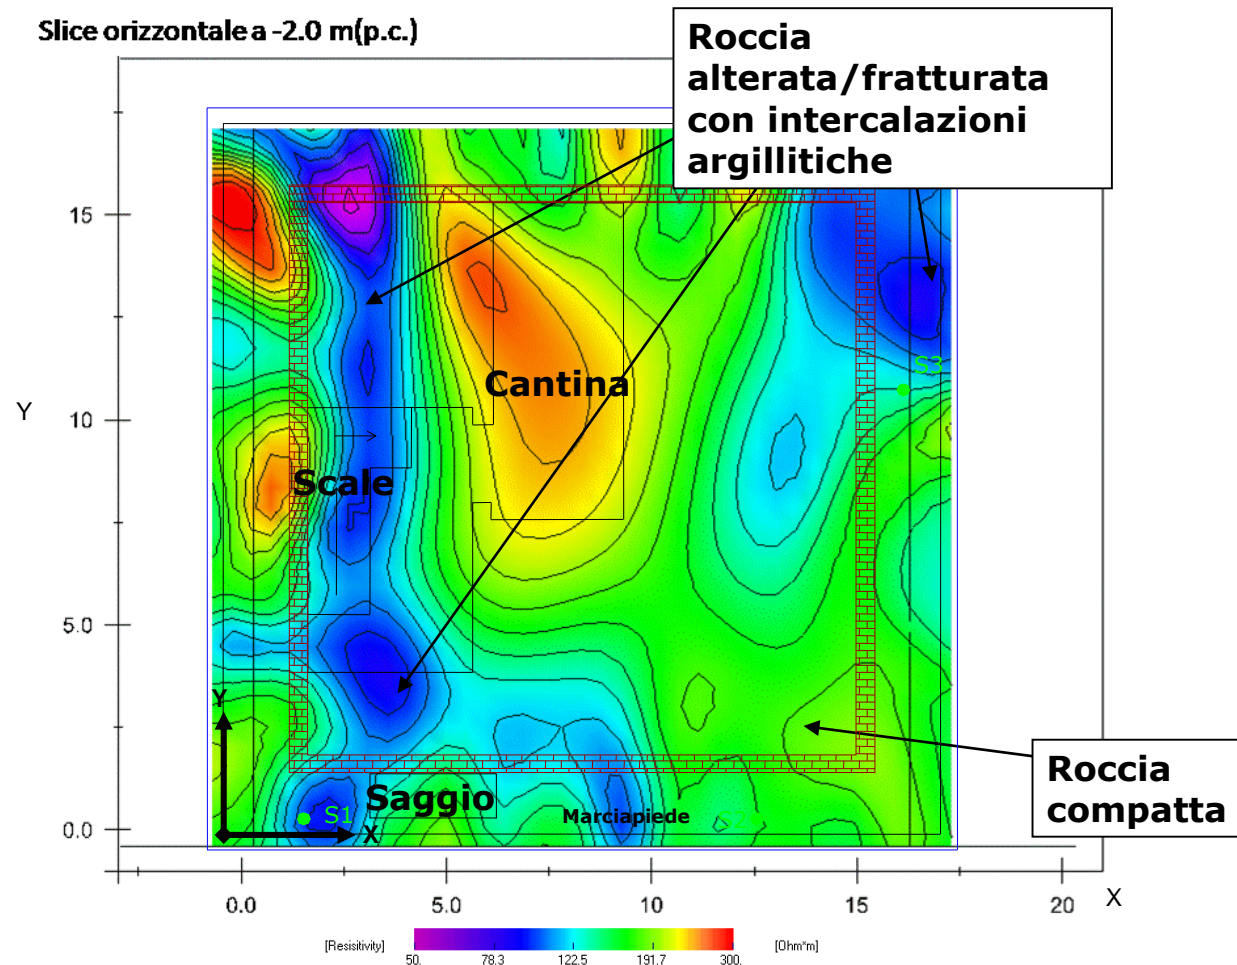 Slice orizzontale a -2.0 m(p.c.)
Roccia
alterata/fratturata
con intercalazioni
argillitiche
15
10
5.0
0.0
Y
S3
Cantina
Scale
Y
Saggio
S1
X
Marciapiede
Roccia
compatta
0.0
5.0
10
15
20
X
[Resisitivity]
[Ohm*m]
50.
78.3
122.5
191.7
300.